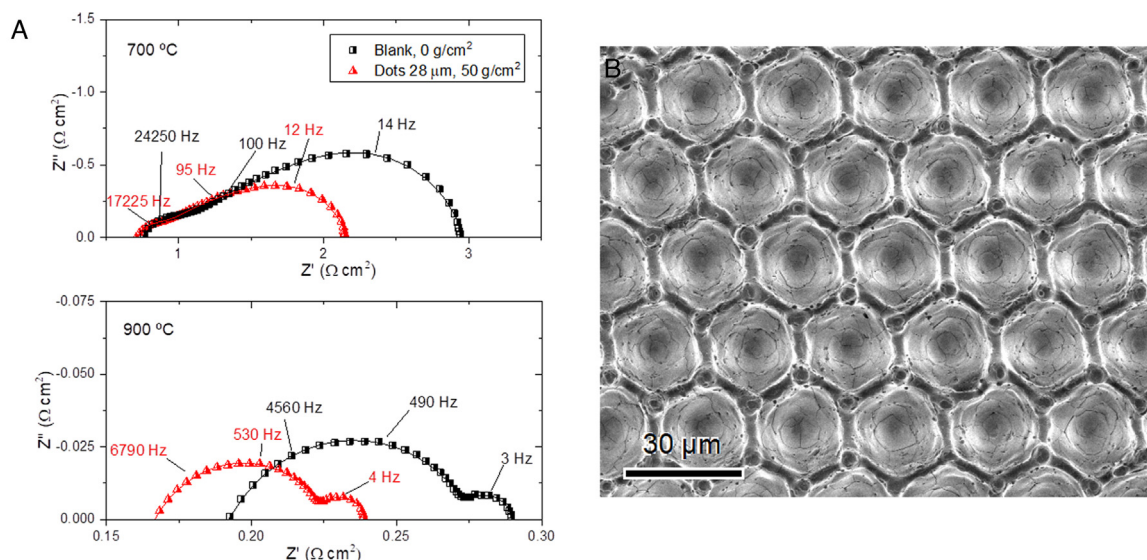 A
-1.5
-1.0
-0.5
0.0
1
2
3
Z'' (Ω cm²)
Z' (Ω cm²)
700 ºC
Blank, 0 g/cm²
Dots 28 µm, 50 g/cm²
24250 Hz
17225 Hz
95 Hz
100 Hz
12 Hz
14 Hz
-0.075
-0.050
-0.025
0.000
0.15
0.20
0.25
0.30
Z'' (Ω cm²)
Z' (Ω cm²)
900 ºC
6790 Hz
530 Hz
4560 Hz
490 Hz
4 Hz
3 Hz
B
30 µm